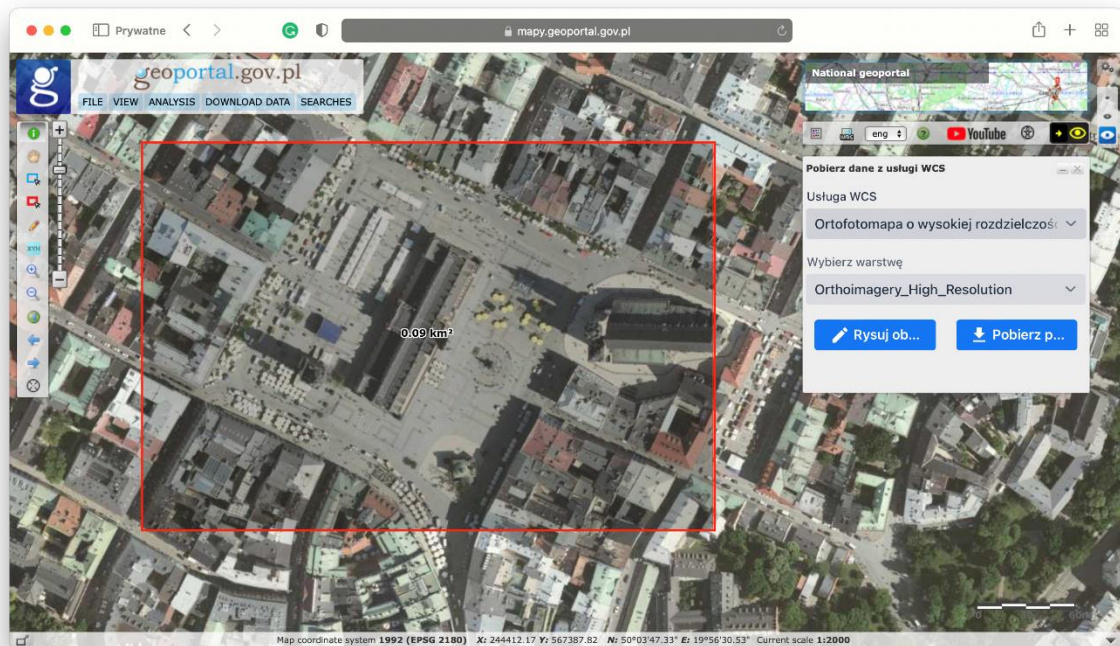 Prywatne
mapy.geoportal.gov.pl
geoportal.gov.pl
FILE VIEW ANALYSIS DOWNLOAD DATA SEARCHES
National geoportal
eng
YouTube
Pobierz dane z usługi WCS
Usługa WCS
Ortofotomapa o wysokiej rozdzielczoś
Wybierz warstwę
Orthoimagery_High_Resolution
Rysuj ob...
Pobierz p...
XYH
0.09 km²
Map coordinate system 1992 (EPSG 2180) X: 244412.17 Y: 567387.82 N: 50°03'47.33" E: 19°56'30.53" Current scale 1:2000